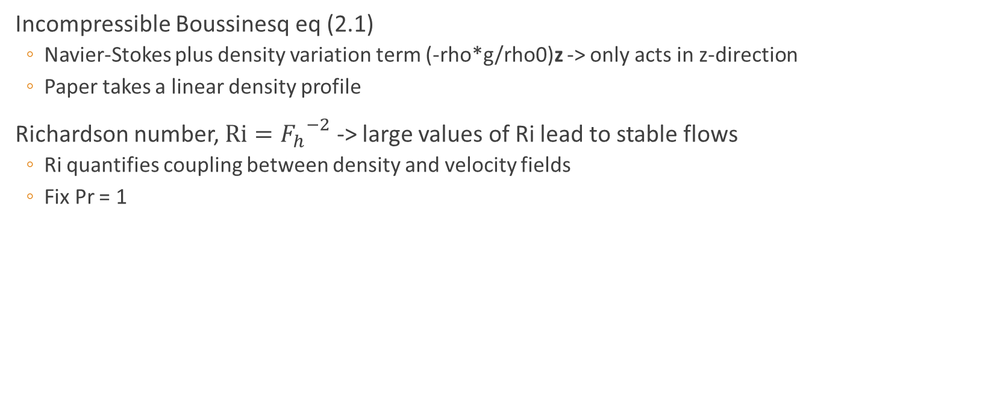 Incompressible Boussinesq eq (2.1)
◦ Navier-Stokes plus density variation term (-rho*g/rho0)z -> only acts in z-direction
◦ Paper takes a linear density profile
Richardson number, Ri = F_h^{-2} -> large values of Ri lead to stable flows
◦ Ri quantifies coupling between density and velocity fields
◦ Fix Pr = 1